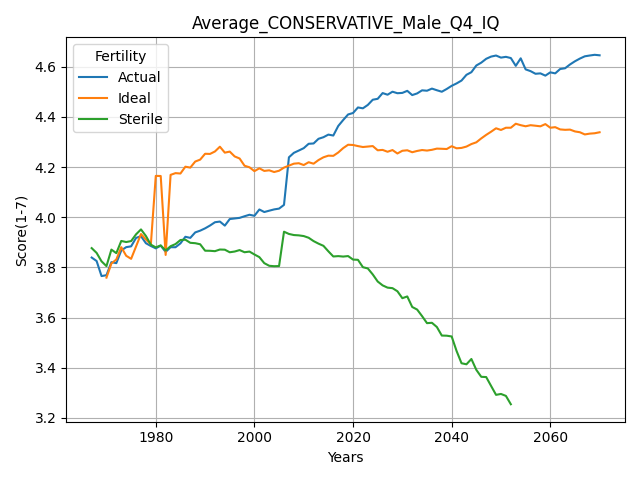 Average_CONSERVATIVE_Male_Q4_IQ
Fertility
Actual
Ideal
Sterile
Score(1-7)
4.6
4.4
4.2
4.0
3.8
3.6
3.4
3.2
1980 2000 2020 2040 2060
Years